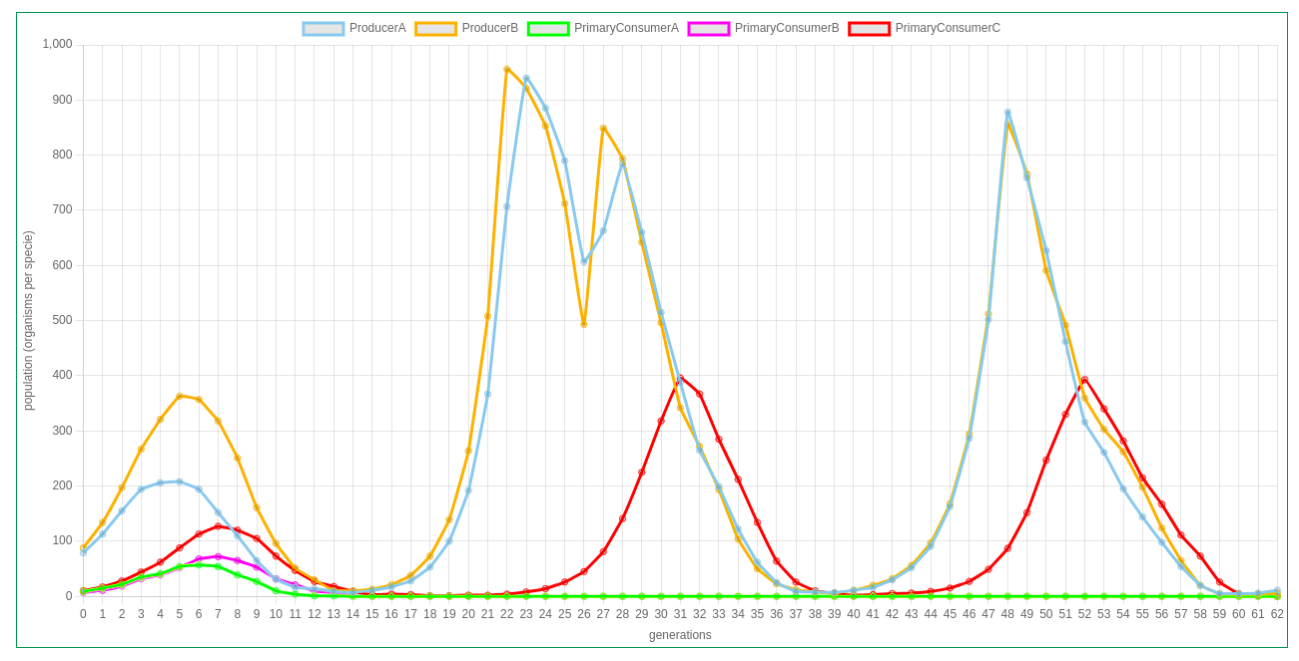 ProducerA ProducerB PrimaryConsumerA PrimaryConsumerB PrimaryConsumerC
1,000
900
800
700
600
500
400
300
200
100
0
population (organisms per specie)
0 1 2 3 4 5 6 7 8 9 10 11 12 13 14 15 16 17 18 19 20 21 22 23 24 25 26 27 28 29 30 31 32 33 34 35 36 37 38 39 40 41 42 43 44 45 46 47 48 49 50 51 52 53 54 55 56 57 58 59 60 61 62
generations